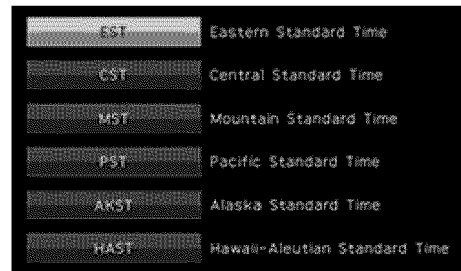 EST Eastern Standard Time
CST Central Standard Time
MST Mountain Standard Time
PST Pacific Standard Time
AKST Alaska Standard Time
HAST Hawaii-Aleutian Standard Time